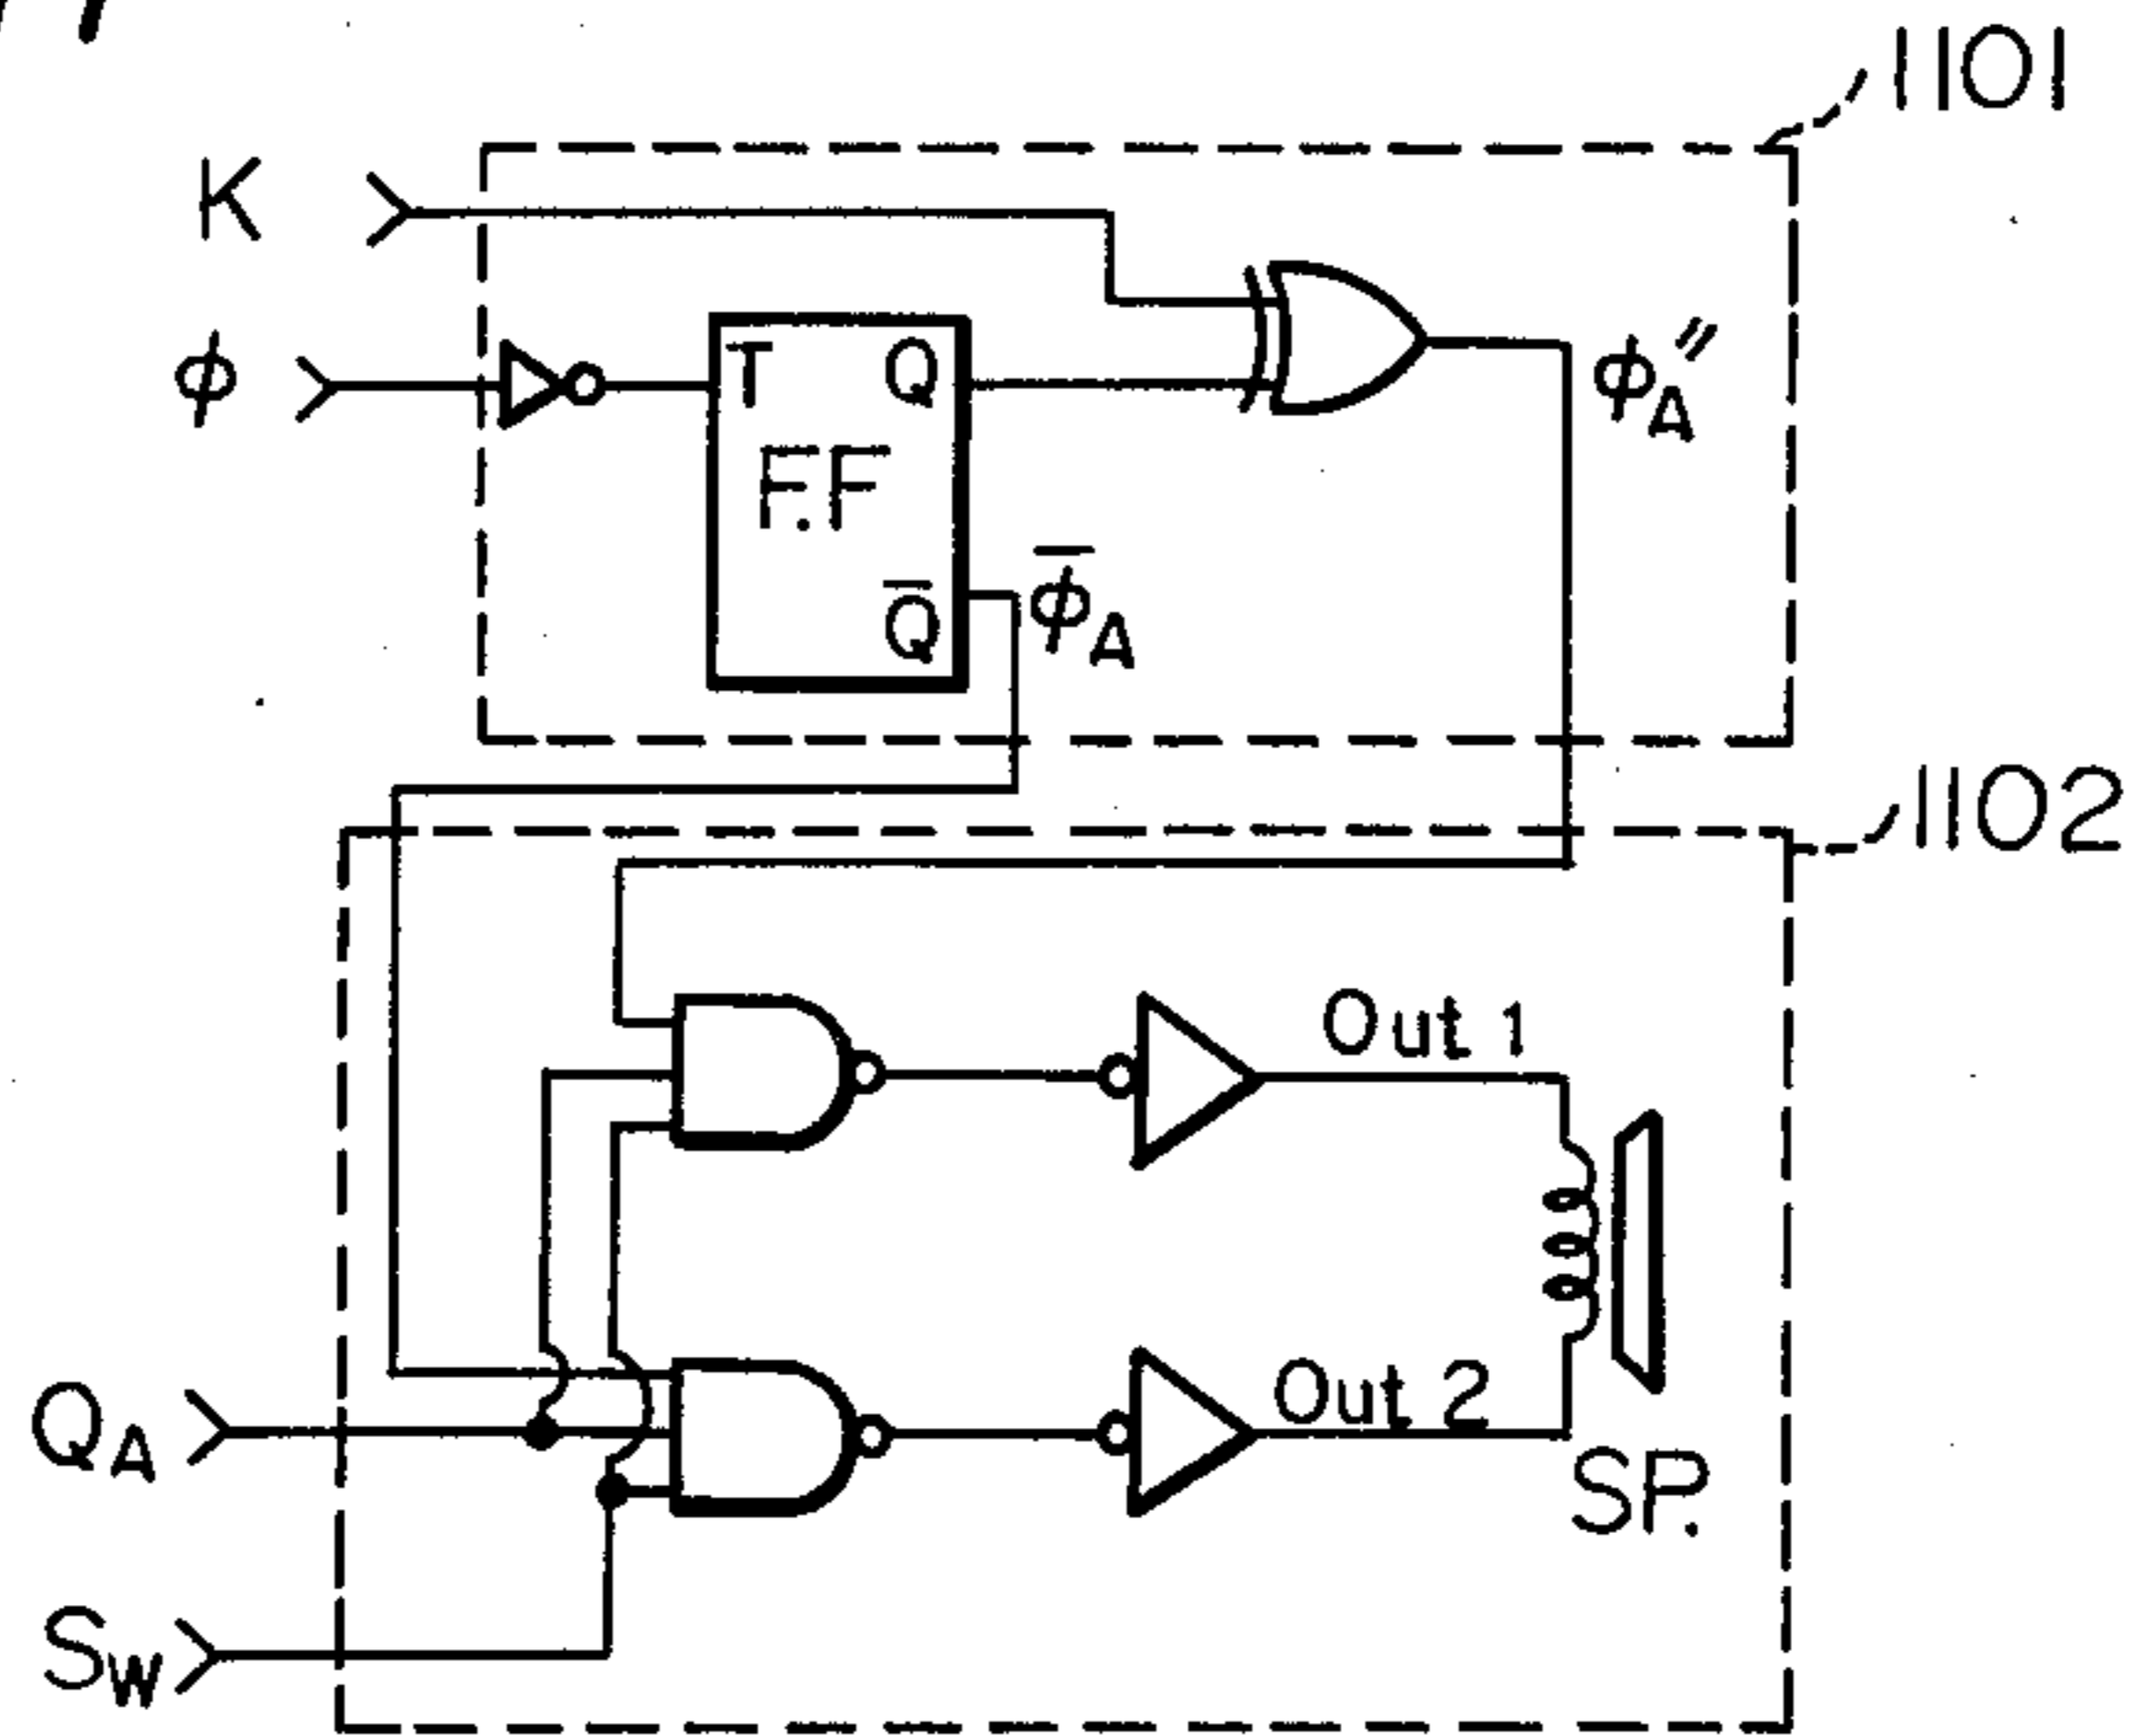 1101
K
ϕ
T Q
F.F
Q̅
ϕ̅A
ϕA″
1102
Out 1
Out 2
QA
SP.
SW